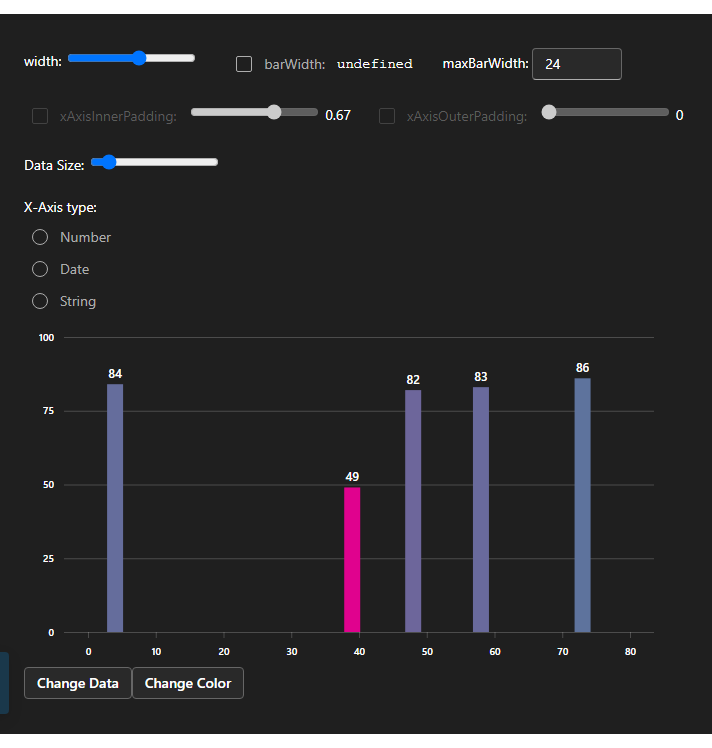 width: barWidth: undefined maxBarWidth: 24
xAxisInnerPadding: 0.67 xAxisOuterPadding: 0
Data Size:
X-Axis type:
Number
Date
String
100
84 82 83 86
75
50 49
25
0
0 10 20 30 40 50 60 70 80
Change Data Change Color